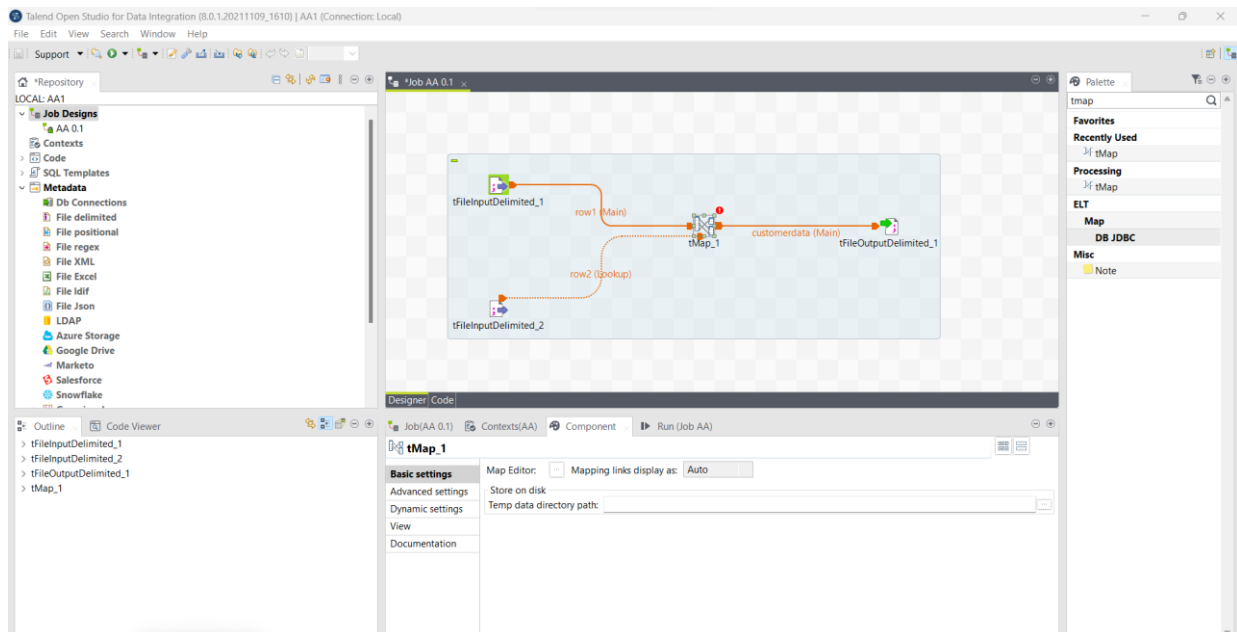 Talend Open Studio for Data Integration (8.0.1.20211109_1610) | AA1 (Connection: Local)
File Edit View Search Window Help
Support
*Repository
LOCAL: AA1
Job Designs
AA 0.1
Contexts
Code
SQL Templates
Metadata
Db Connections
File delimited
File positional
File regex
File XML
File Excel
File ldif
File Json
LDAP
Azure Storage
Google Drive
Marketo
Salesforce
Snowflake
*Job AA 0.1
tFileInputDelimited_1
row1 (Main)
tMap_1
customerdata (Main)
tFileOutputDelimited_1
row2 (Lookup)
tFileInputDelimited_2
Designer Code
Palette
tmap
Favorites
Recently Used
tMap
Processing
tMap
ELT
Map
DB JDBC
Misc
Note
Outline Code Viewer
tFileInputDelimited_1
tFileInputDelimited_2
tFileOutputDelimited_1
tMap_1
Job(AA 0.1) Contexts(AA) Component Run (Job AA)
tMap_1
Basic settings
Advanced settings
Dynamic settings
View
Documentation
Map Editor: ... Mapping links display as: Auto
Store on disk
Temp data directory path: ...